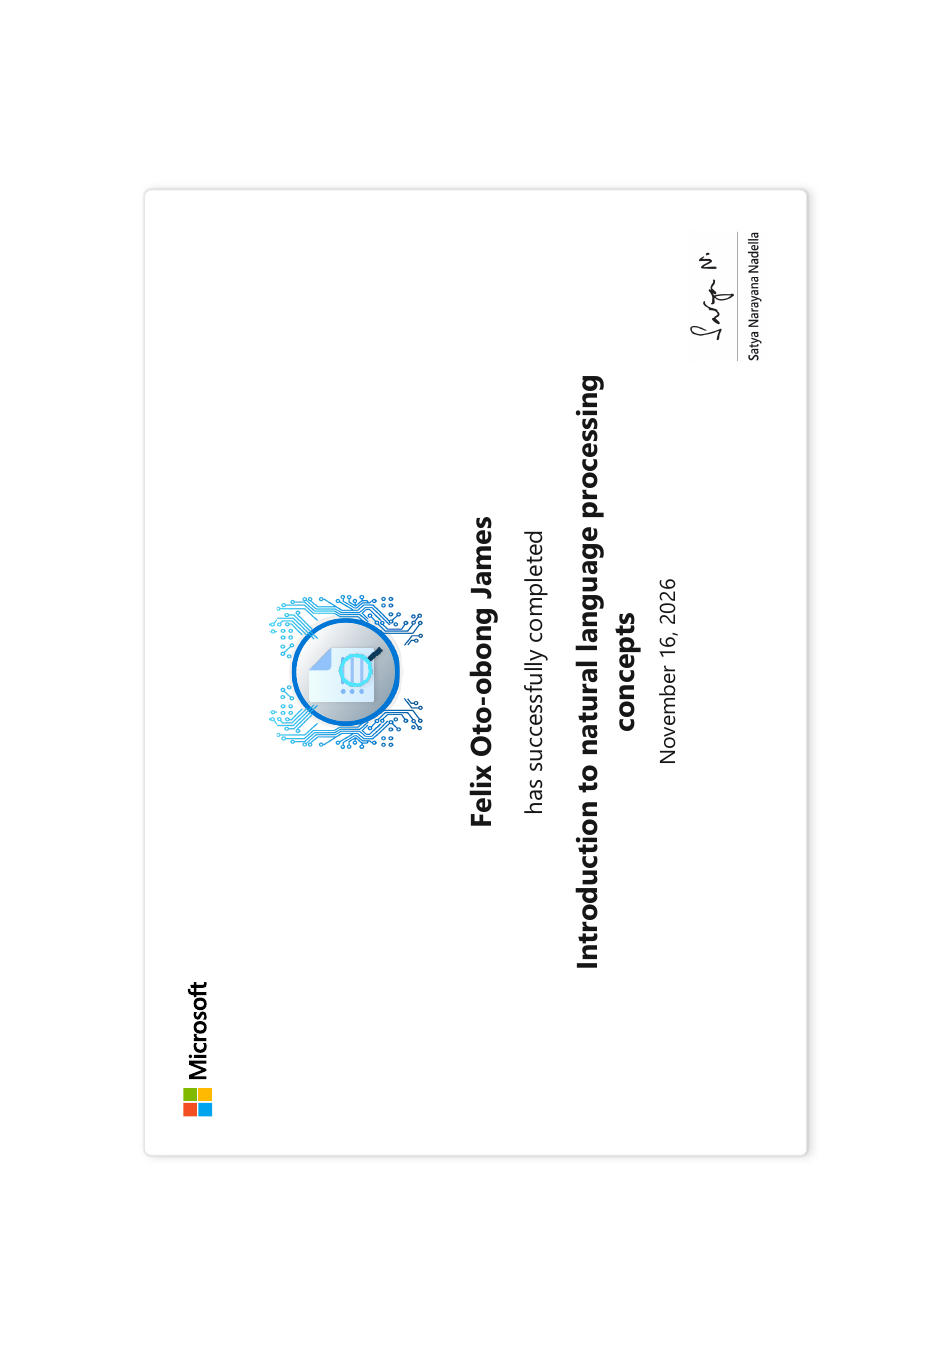 Microsoft
Felix Oto-obong James
has successfully completed
Introduction to natural language processing
concepts
November 16, 2026
Satya N.
Satya Narayana Nadella